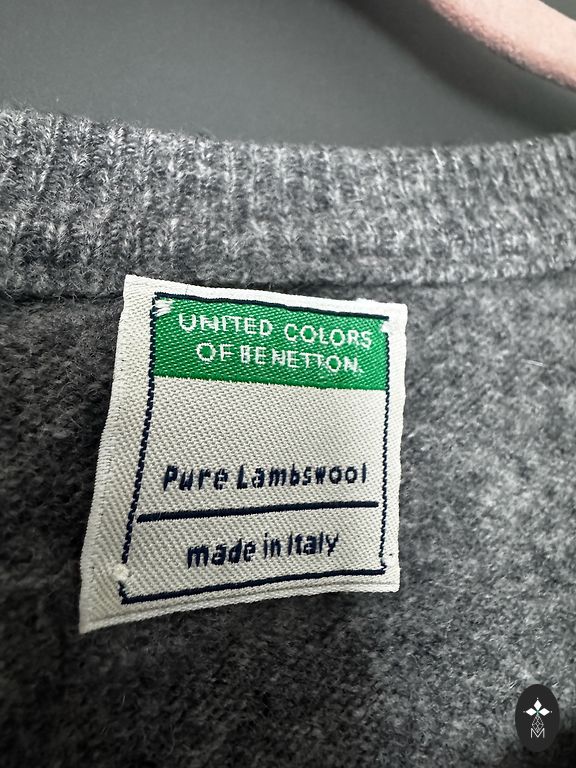 UNITED COLORS
OF BENETTON.
Pure Lambswool
made in Italy
M